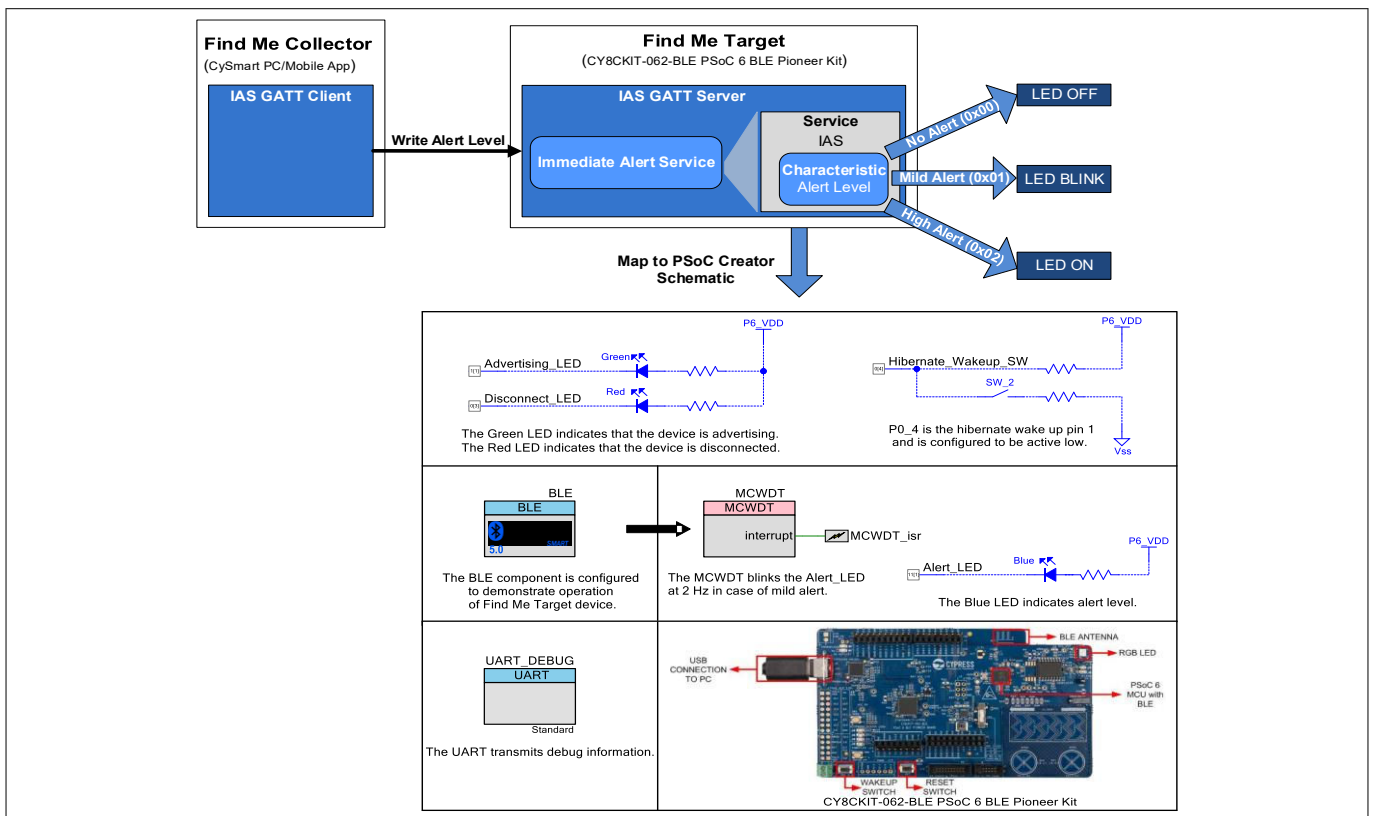 Find Me Collector
(CySmart PC/Mobile App)
IAS GATT Client
Write Alert Level
Find Me Target
(CY8CKIT-062-BLE PSoC 6 BLE Pioneer Kit)
IAS GATT Server
Immediate Alert Service
Service
IAS
Characteristic
Alert Level
No Alert (0x00)
Mild Alert (0x01)
High Alert (0x02)
LED OFF
LED BLINK
LED ON
Map to PSoC Creator
Schematic
P6_VDD
Green
1[1]
Advertising_LED
Red
0[3]
Disconnect_LED
The Green LED indicates that the device is advertising.
The Red LED indicates that the device is disconnected.
P6_VDD
0[4]
Hibernate_Wakeup_SW
SW_2
Vss
P0_4 is the hibernate wake up pin 1
and is configured to be active low.
BLE
BLE
5.0
SMART
The BLE component is configured
to demonstrate operation
of Find Me Target device.
MCWDT
MCWDT
interrupt
MCWDT_isr
The MCWDT blinks the Alert_LED
at 2 Hz in case of mild alert.
P6_VDD
Blue
11[1]
Alert_LED
The Blue LED indicates alert level.
UART_DEBUG
UART
Standard
The UART transmits debug information.
USB
CONNECTION
TO PC
BLE ANTENNA
RGB LED
PSoC 6
MCU with
BLE
CYPRESS
WAKEUP
SWITCH
RESET
SWITCH
CY8CKIT-062-BLE PSoC 6 BLE Pioneer Kit